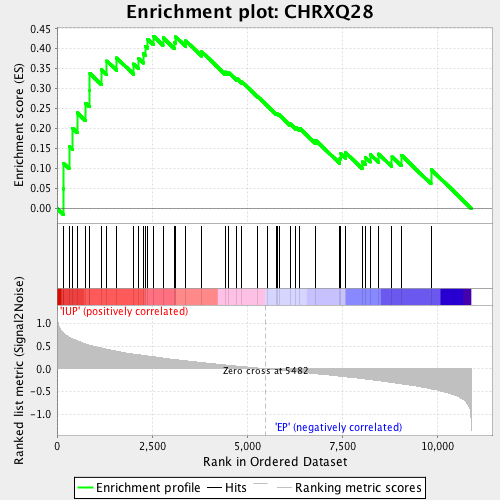 Enrichment plot: CHRXQ28
Enrichment score (ES)
0.45
0.40
0.35
0.30
0.25
0.20
0.15
0.10
0.05
0.00
'IUP' (positively correlated)
Ranked list metric (Signal2Noise)
1.0
0.5
0.0
-0.5
-1.0
Zero cross at 5482
'EP' (negatively correlated)
0
2,500
5,000
7,500
10,000
Rank in Ordered Dataset
Enrichment profile
Hits
Ranking metric scores